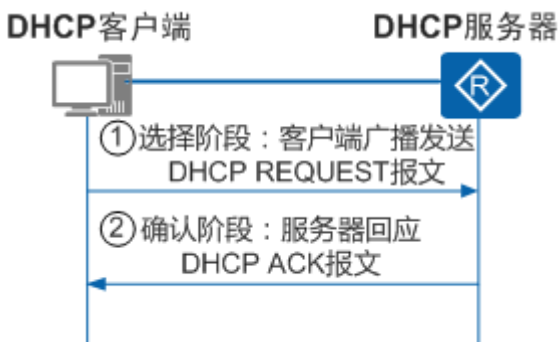 DHCP客户端
DHCP服务器
R
①选择阶段：客户端广播发送
DHCP REQUEST报文
②确认阶段：服务器回应
DHCP ACK报文